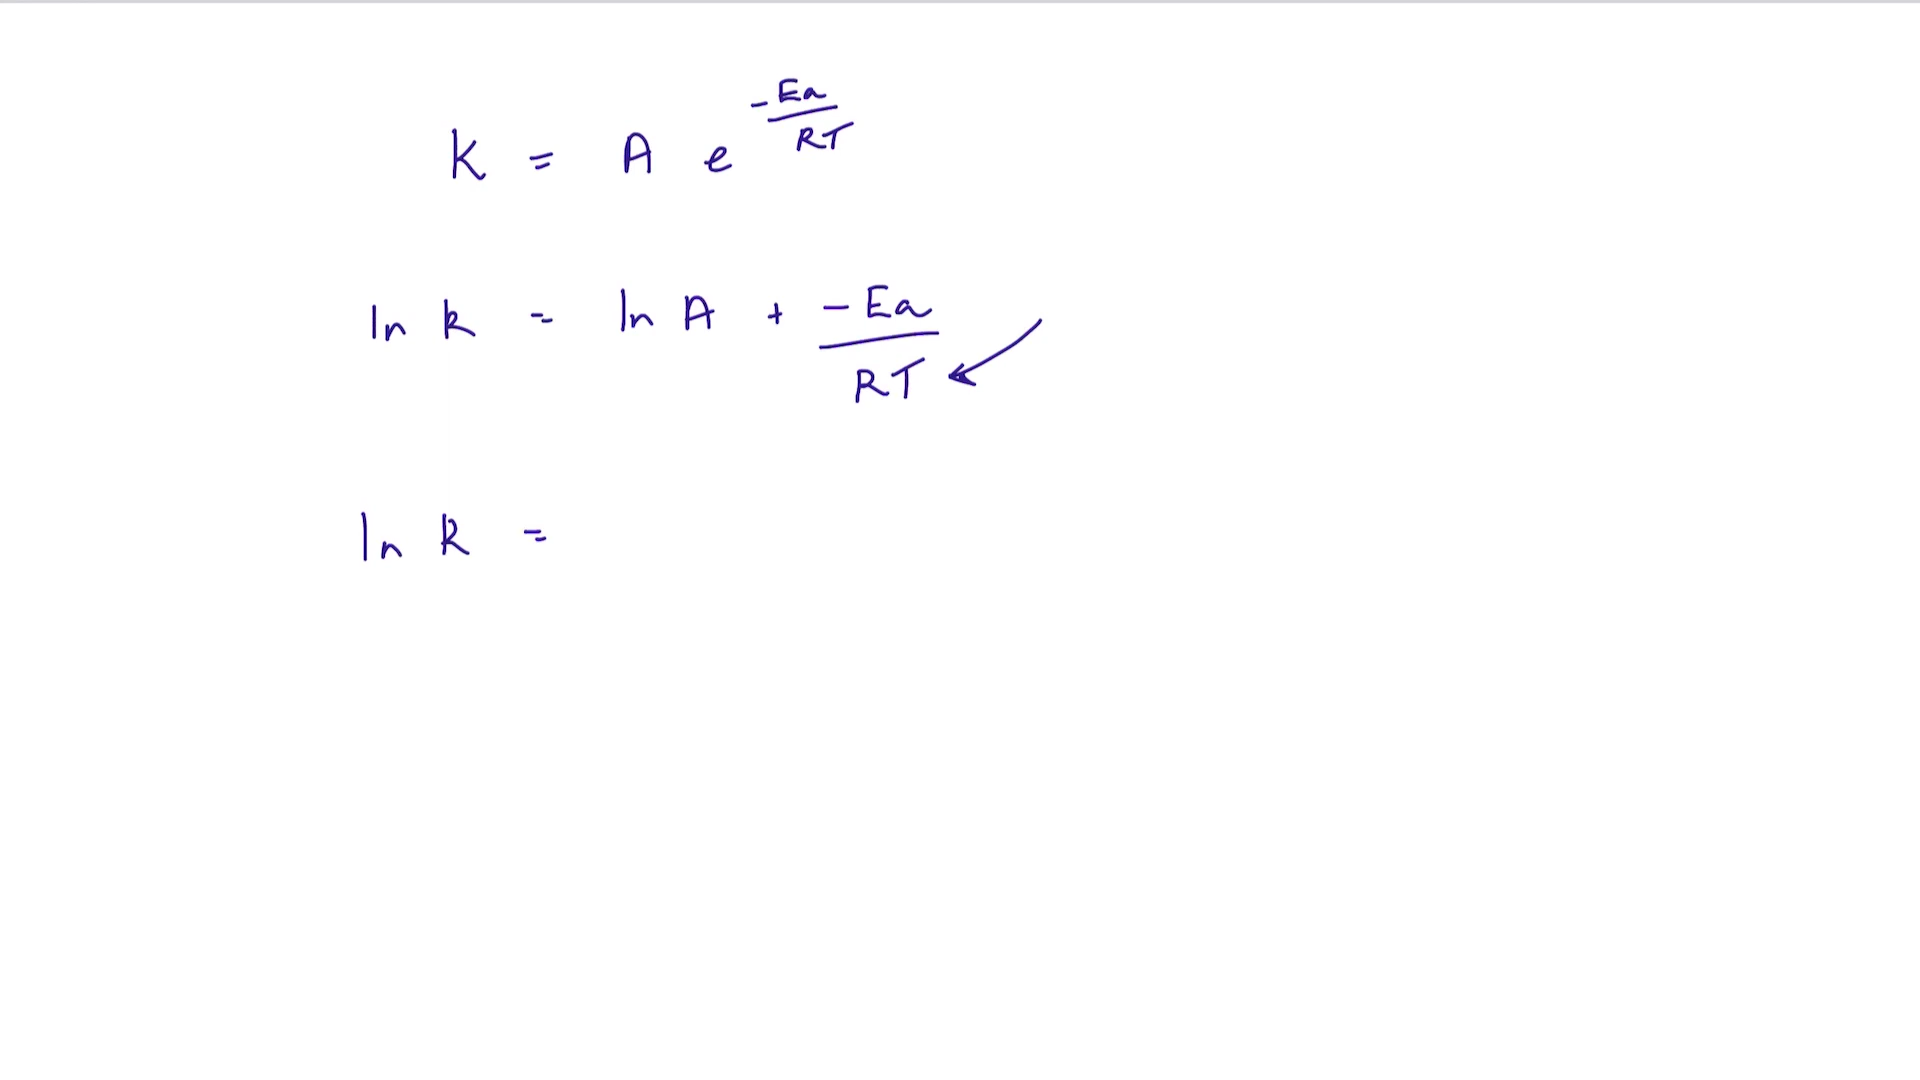 K = A e^(-Ea/RT)
ln k = ln A + -Ea/RT
ln k =